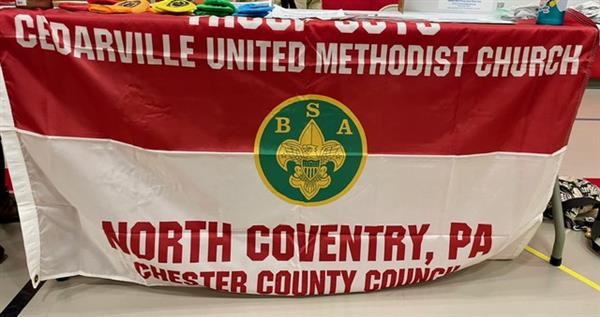 CEDARVILLE UNITED METHODIST CHURCH
BSA
NORTH COVENTRY, PA
CHESTER COUNTY COUNCIL